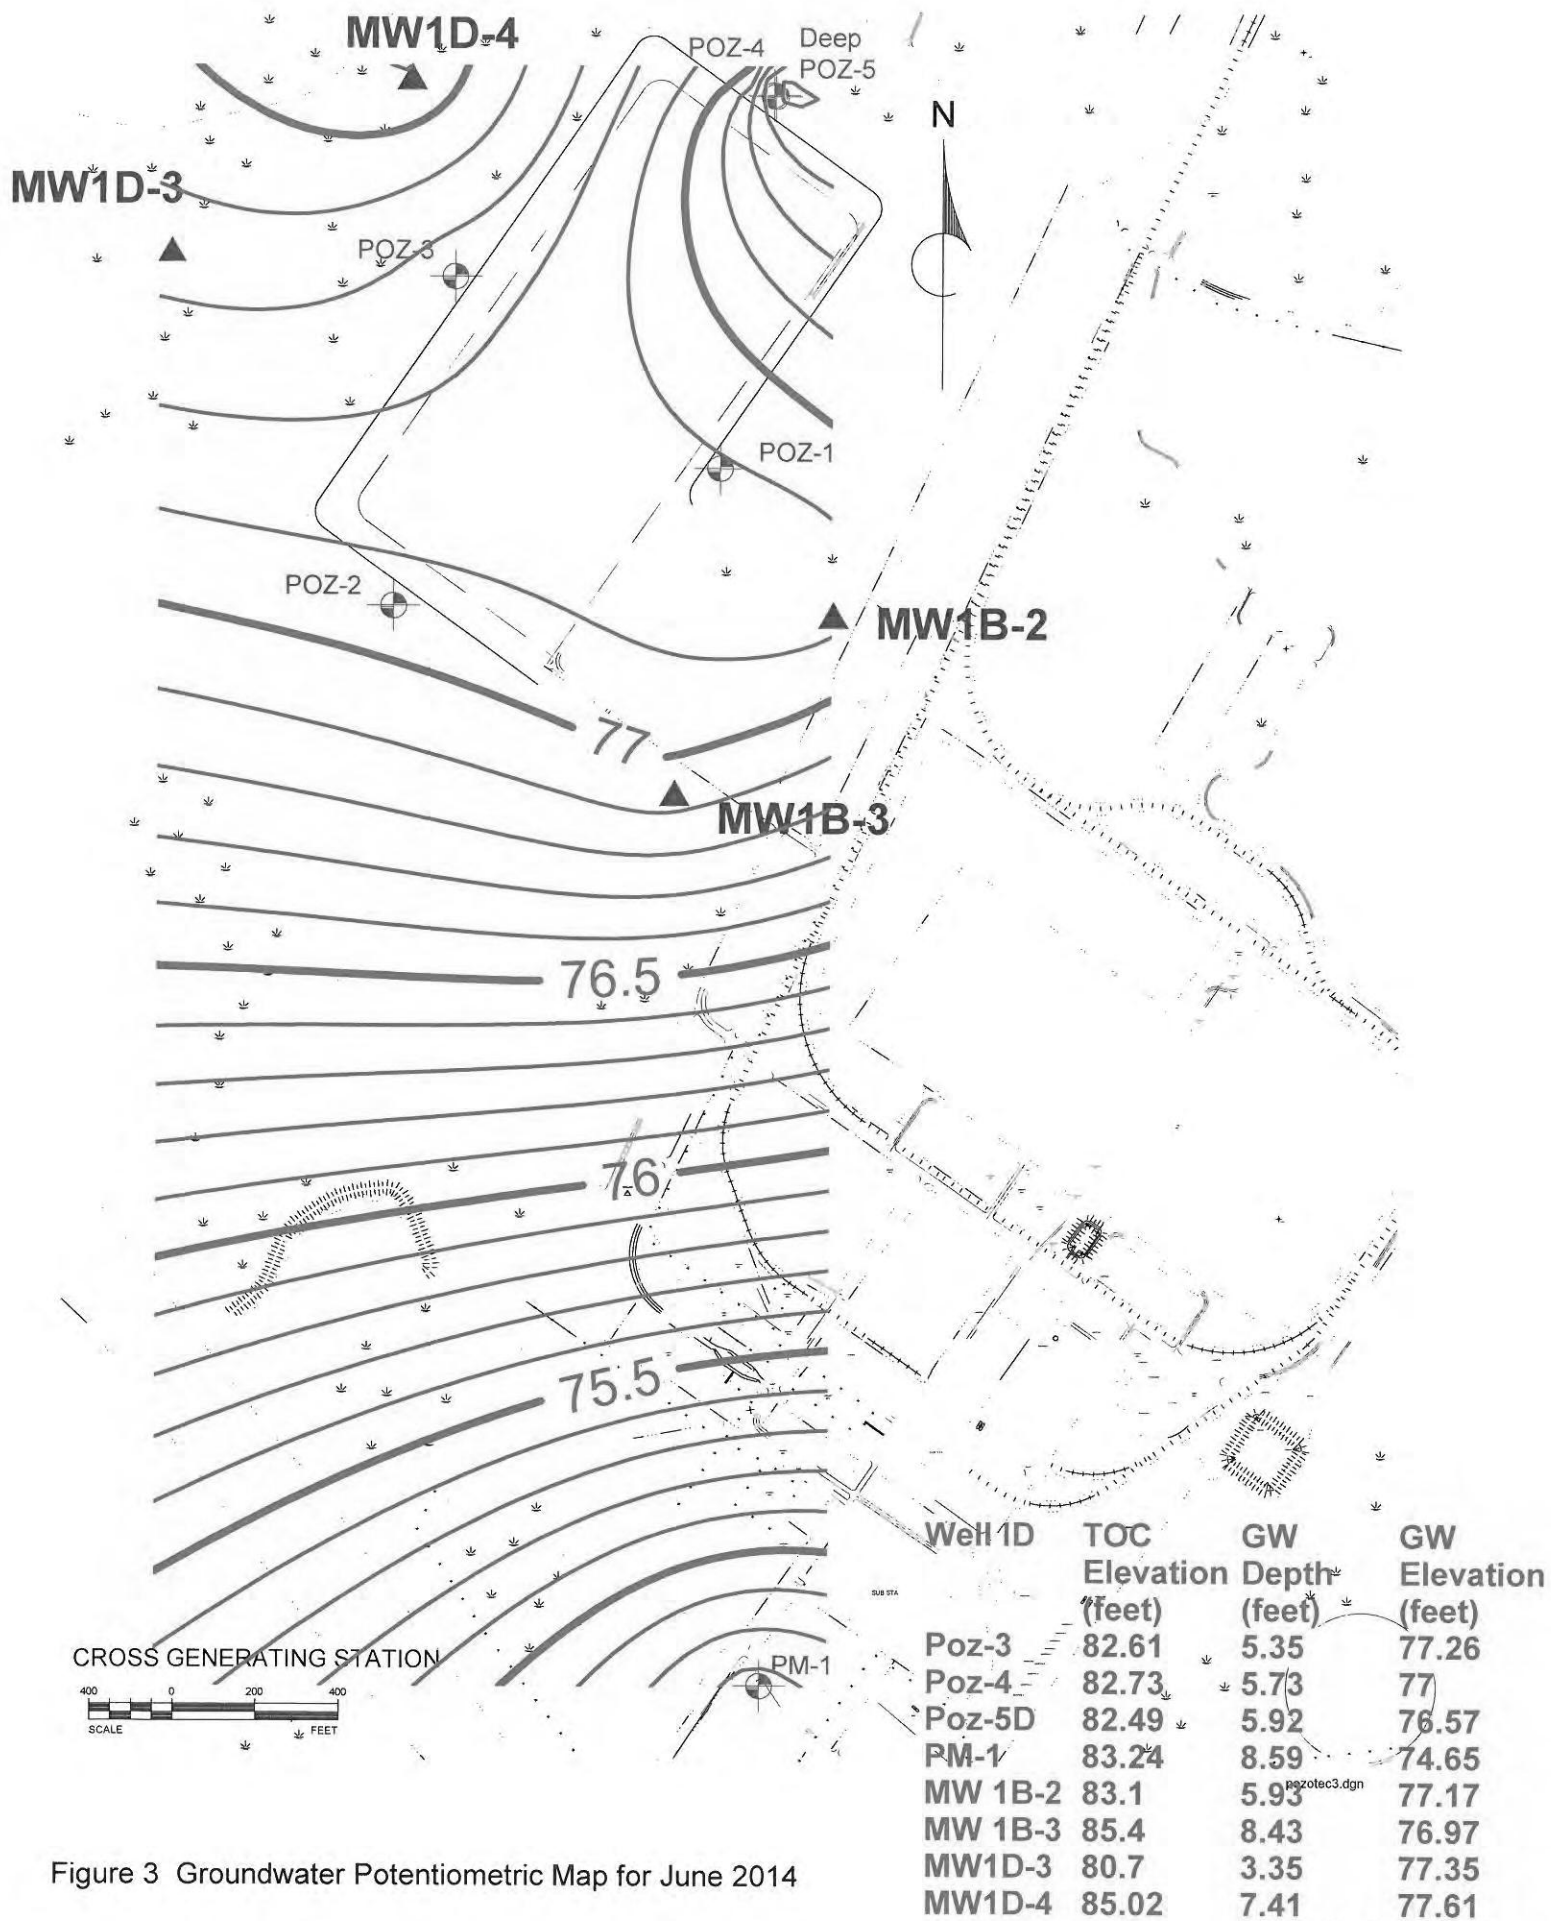 MW1D-4
POZ-4
Deep
POZ-5
N
MW1D-3
POZ-3
POZ-1
POZ-2
MW1B-2
77
MW1B-3
76.5
76
75.5
Well ID TOC Elevation (feet) GW Depth (feet) GW Elevation (feet)
SUB STA
Poz-3 82.61 5.35 77.26
Poz-4 82.73 5.73 77
Poz-5D 82.49 5.92 76.57
PM-1 83.24 8.59 74.65
MW 1B-2 83.1 5.93 77.17
MW 1B-3 85.4 8.43 76.97
MW1D-3 80.7 3.35 77.35
MW1D-4 85.02 7.41 77.61
pozotec3.dgn
PM-1
CROSS GENERATING STATION
400 0 200 400
SCALE FEET
Figure 3 Groundwater Potentiometric Map for June 2014